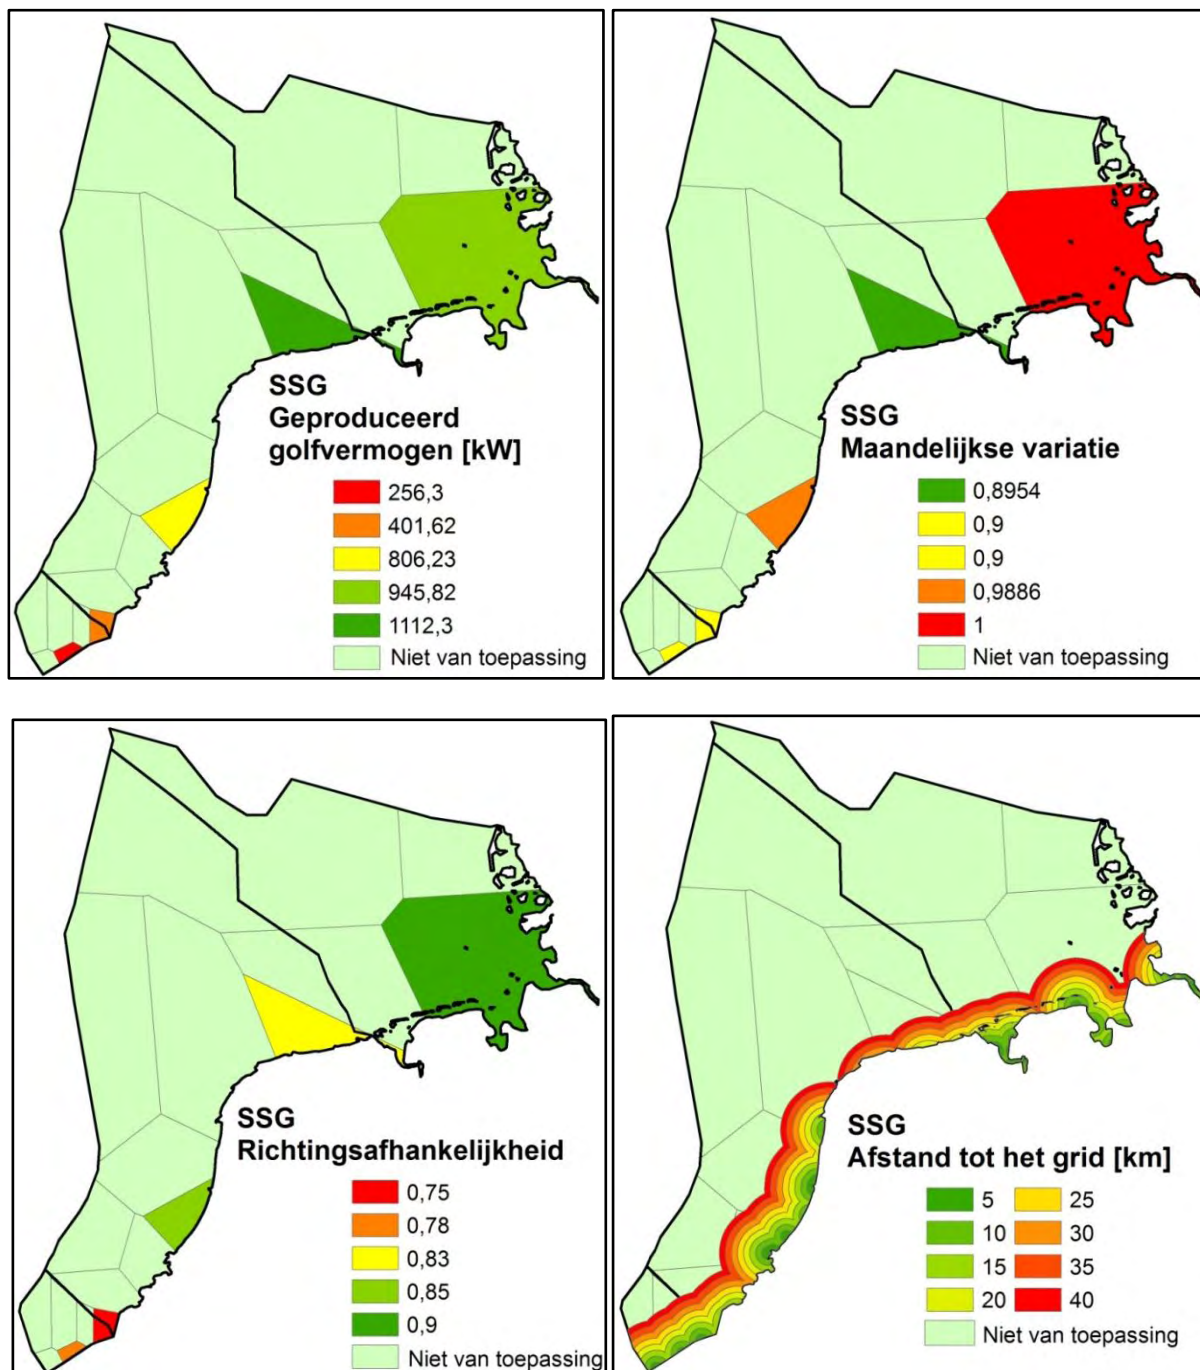 SSG
Geproduceerd
golfvermogen [kW]
256,3
401,62
806,23
945,82
1112,3
Niet van toepassing
SSG
Maandelijkse variatie
0,8954
0,9
0,9
0,9886
1
Niet van toepassing
SSG
Richtingsafhankelijkheid
0,75
0,78
0,83
0,85
0,9
Niet van toepassing
SSG
Afstand tot het grid [km]
5 25
10 30
15 35
20 40
Niet van toepassing